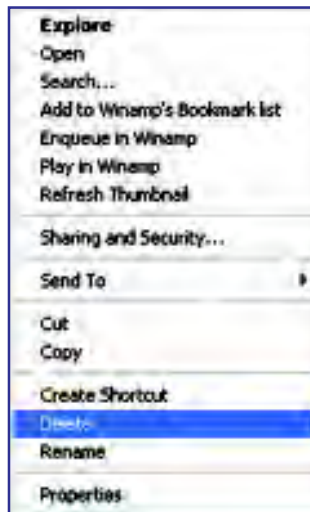 Explore
Open
Search...
Add to Winamp's Bookmark list
Enqueue in Winamp
Play in Winamp
Refresh Thumbnail
Sharing and Security...
Send To
Cut
Copy
Create Shortcut
Delete
Rename
Properties